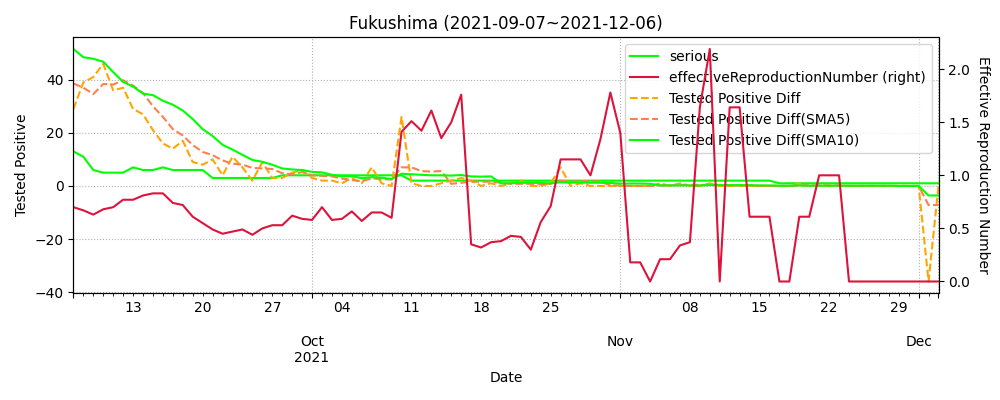 Fukushima (2021-09-07~2021-12-06)
serious
effectiveReproductionNumber (right)
Tested Positive Diff
Tested Positive Diff(SMA5)
Tested Positive Diff(SMA10)
Tested Positive
40
20
0
−20
−40
2.0
1.5
1.0
0.5
0.0
Effective Reproduction Number
13 20 27 04 11 18 25 08 15 22 29
Oct Nov Dec
2021
Date